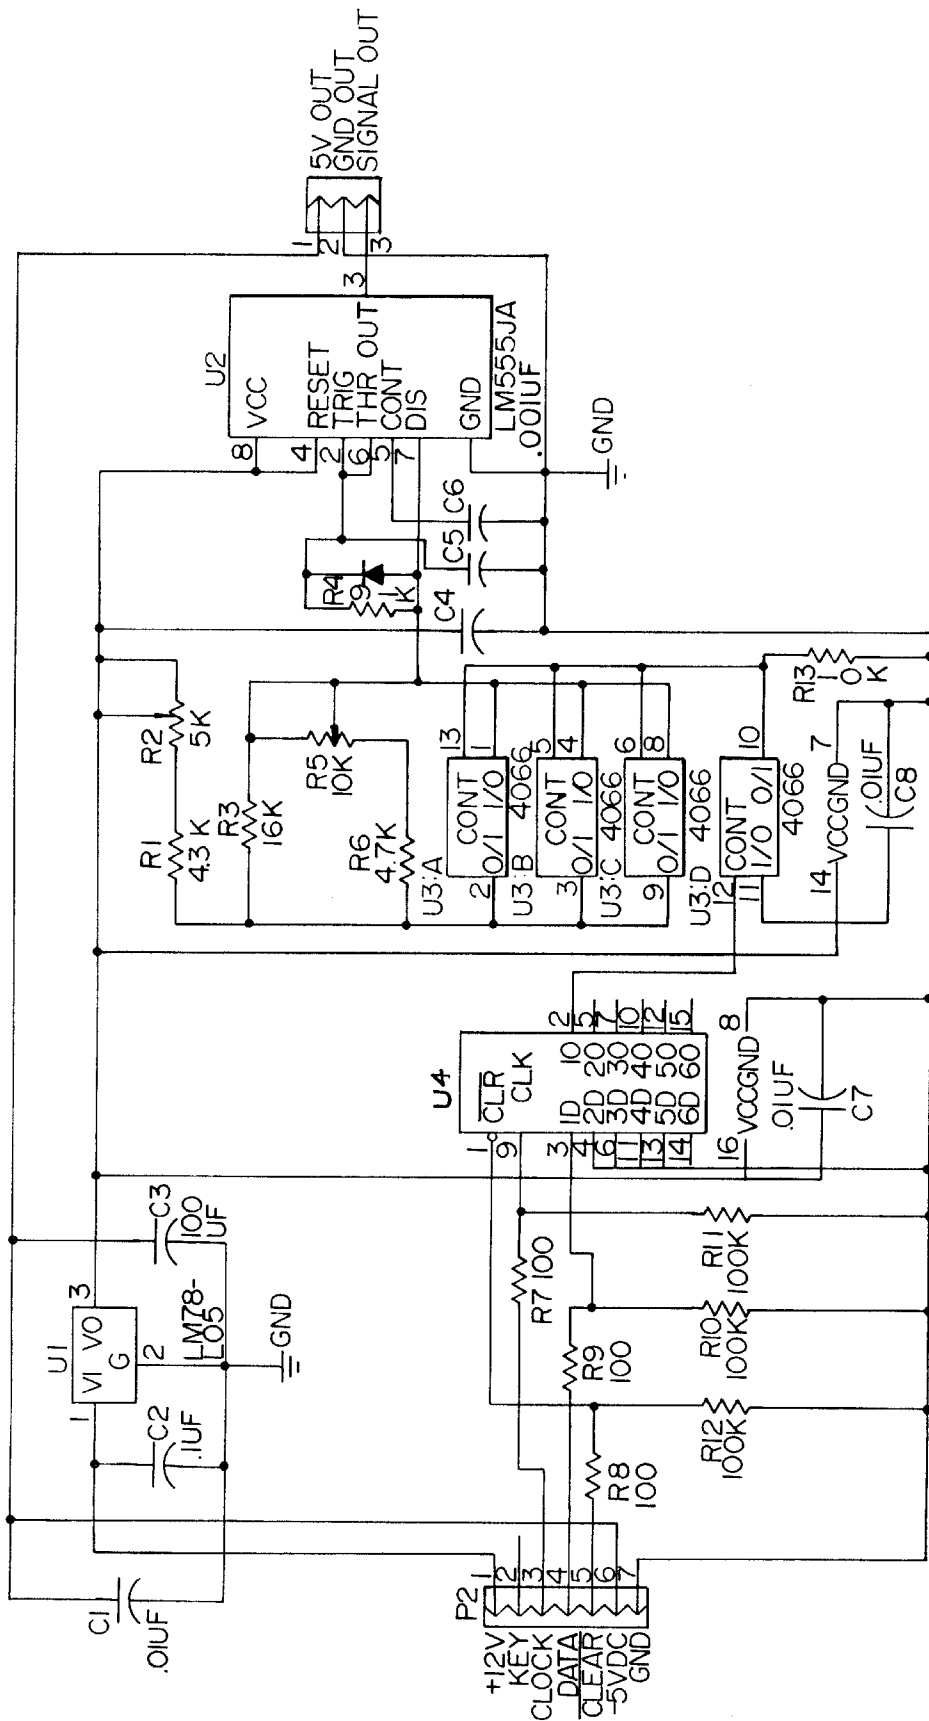 C1
.01UF
U1
VI VO
G
1
3
2
LM78-
L05
C2
.1UF
C3
100
UF
GND
P2
+12V
KEY
CLOCK
DATA
CLEAR
-5VDC
GND
1
2
3
4
5
6
7
R7 100
R9
100
R8
100
R11
100K
R10
100K
R12
100K
U4
CLR
CLK
1D 1Q
2D 2Q
3D 3Q
4D 4Q
5D 5Q
6D 6Q
1
9
3
4
6
11
13
14
2
5
7
10
12
15
16 VCCGND 8
.01UF
C7
R1
4.3K
R2
5K
R3
16K
R5
10K
R6
4.7K
R4
91K
U3:A
CONT
O/I I/O
4066
13
2
1
U3:B
CONT
O/I I/O
4066
5
3
4
U3:C
CONT
O/I I/O
4066
6
9
8
U3:D
CONT
I/O O/I
4066
12
11
10
R13
10
K
14 VCCGND 7
.01UF
C8
C4
C5
C6
.001UF
GND
U2
VCC
RESET
TRIG
THR OUT
CONT
DIS
GND
LM555JA
8
4
2
6
5
7
3
1
2
3
5V OUT
GND OUT
SIGNAL OUT